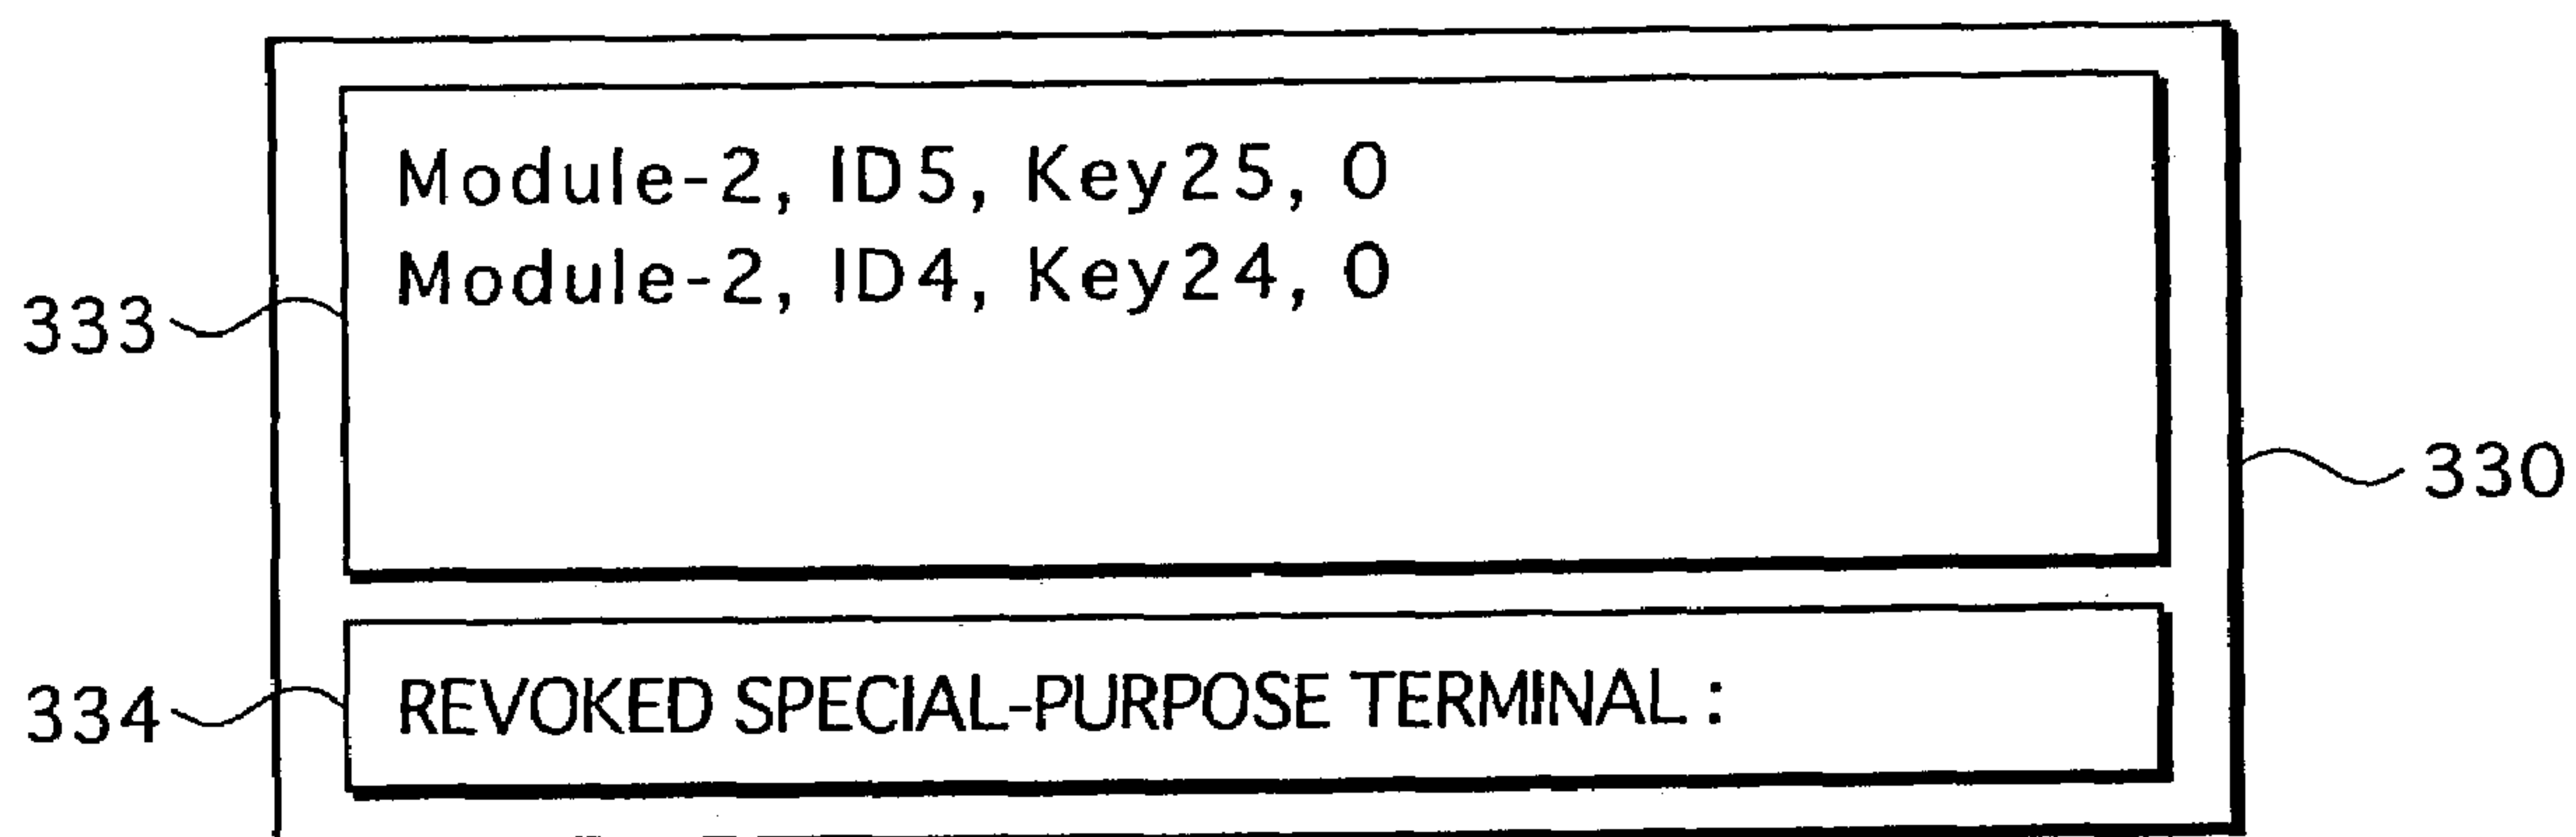 Module-2, ID5, Key25, 0
Module-2, ID4, Key24, 0
333
330
REVOKED SPECIAL-PURPOSE TERMINAL :
334